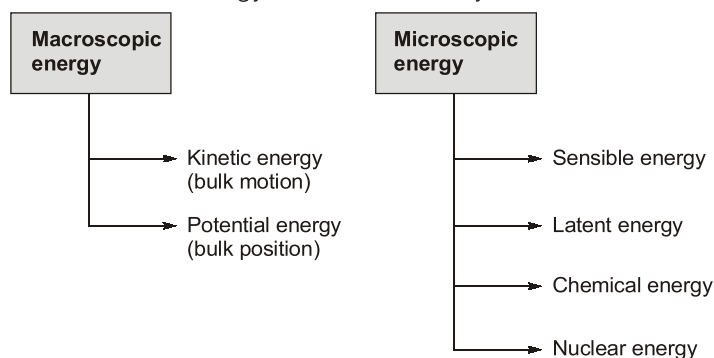 Macroscopic
energy
Kinetic energy
(bulk motion)
Potential energy
(bulk position)
Microscopic
energy
Sensible energy
Latent energy
Chemical energy
Nuclear energy